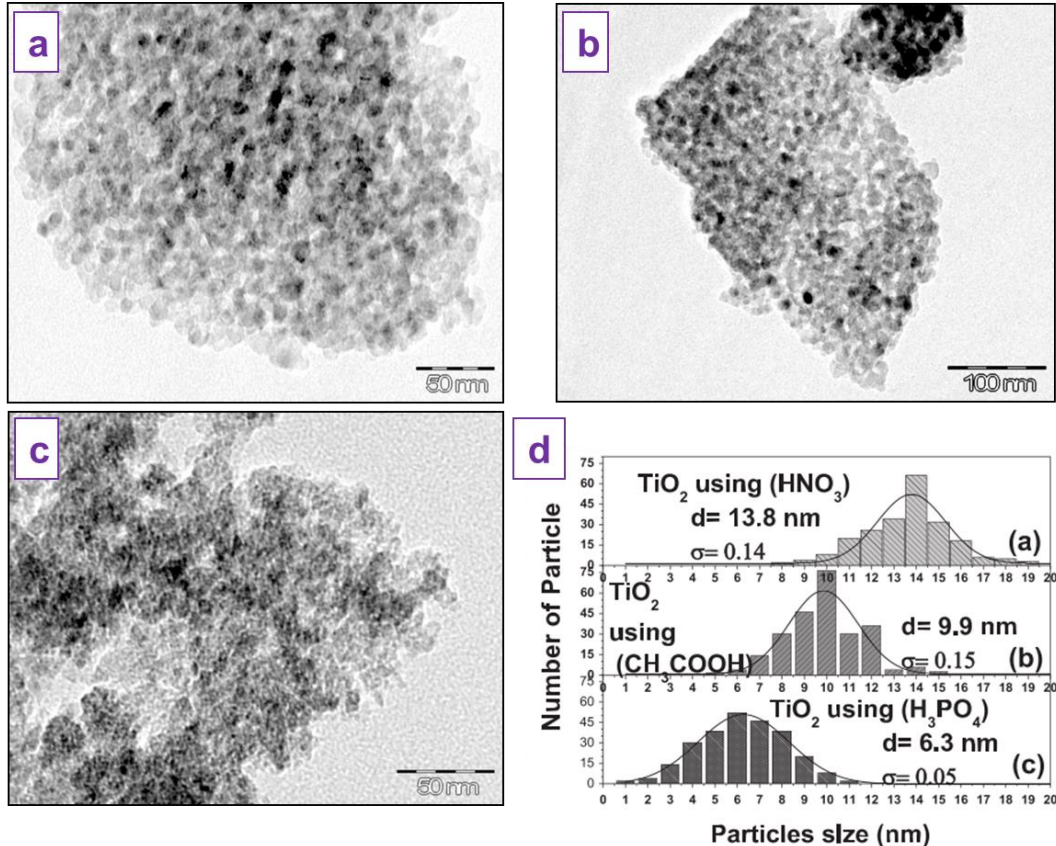 a
50 nm
b
100 nm
c
50 nm
d
Number of Particle
75
60
45
30
15
0
TiO₂ using (HNO₃)
d= 13.8 nm
σ= 0.14
(a)
0 1 2 3 4 5 6 7 8 9 10 11 12 13 14 15 16 17 18 19 20
75
60
45
30
15
0
TiO₂
using
(CH₃COOH)
d= 9.9 nm
σ= 0.15
(b)
0 1 2 3 4 5 6 7 8 9 10 11 12 13 14 15 16 17 18 19 20
75
60
45
30
15
0
TiO₂ using (H₃PO₄)
d= 6.3 nm
σ= 0.05
(c)
0 1 2 3 4 5 6 7 8 9 10 11 12 13 14 15 16 17 18 19 20
Particles size (nm)